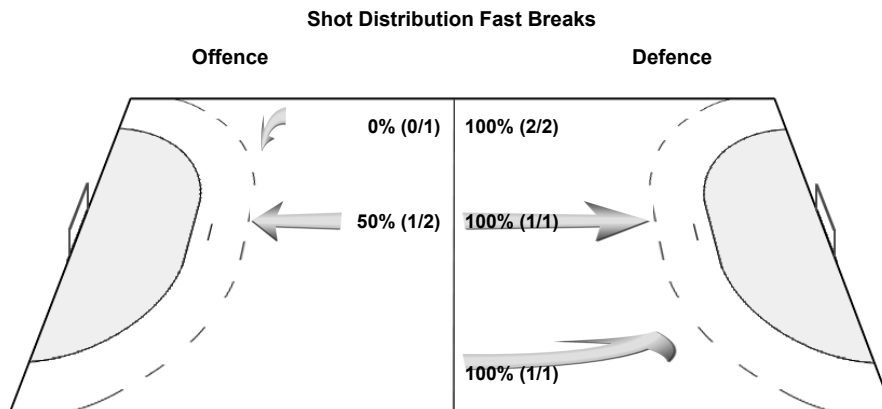 Shot Distribution Fast Breaks
Offence Defence
0% (0/1) 100% (2/2)
50% (1/2) 100% (1/1)
100% (1/1)